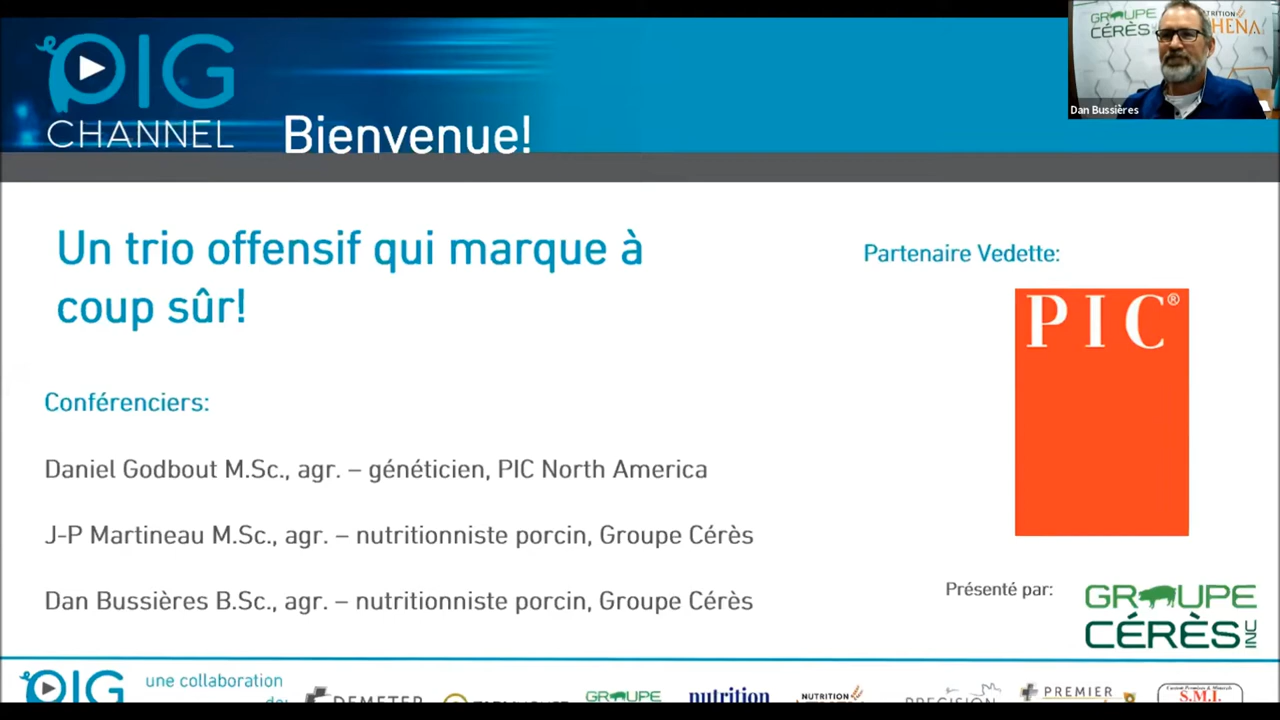 PIG
CHANNEL
Bienvenue!
GROUPE
CÉRÈS
Dan Bussières
Un trio offensif qui marque à
coup sûr!
Partenaire Vedette:
PIC®
Conférenciers:
Daniel Godbout M.Sc., agr. – généticien, PIC North America
J-P Martineau M.Sc., agr. – nutritionniste porcin, Groupe Cérès
Dan Bussières B.Sc., agr. – nutritionniste porcin, Groupe Cérès
Présenté par:
GROUPE
CÉRÈS INC
PIG
une collaboration
de:
DEMETER
GROUPE
nutrition
NUTRITION
PRECISION
PREMIER
S.M.I.